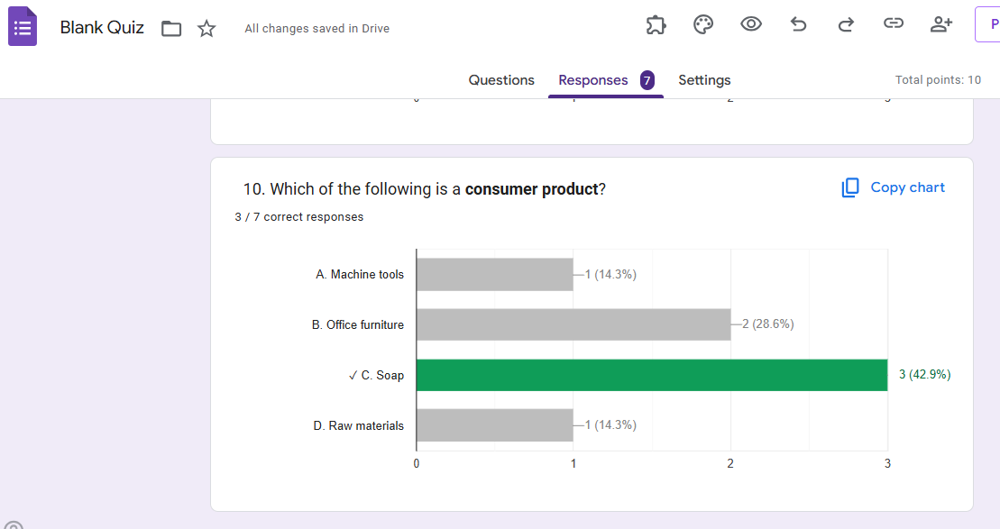 Blank Quiz
All changes saved in Drive
P
Questions
Responses 7
Settings
Total points: 10
10. Which of the following is a consumer product?
Copy chart
3 / 7 correct responses
A. Machine tools
1 (14.3%)
B. Office furniture
2 (28.6%)
✓ C. Soap
3 (42.9%)
D. Raw materials
1 (14.3%)
0 1 2 3